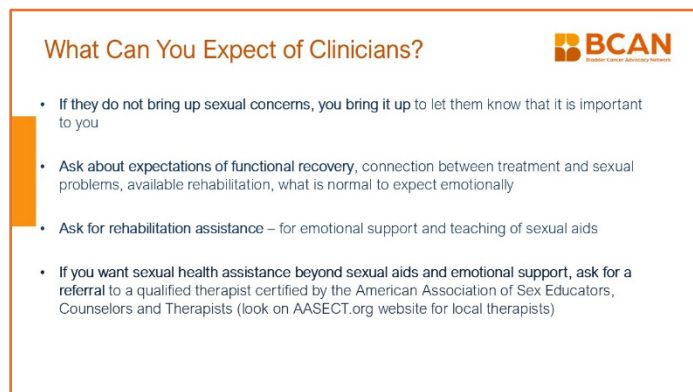 What Can You Expect of Clinicians?
BCAN
Bladder Cancer Advocacy Network
• If they do not bring up sexual concerns, you bring it up to let them know that it is important
to you
• Ask about expectations of functional recovery, connection between treatment and sexual
problems, available rehabilitation, what is normal to expect emotionally
• Ask for rehabilitation assistance – for emotional support and teaching of sexual aids
• If you want sexual health assistance beyond sexual aids and emotional support, ask for a
referral to a qualified therapist certified by the American Association of Sex Educators,
Counselors and Therapists (look on AASECT.org website for local therapists)